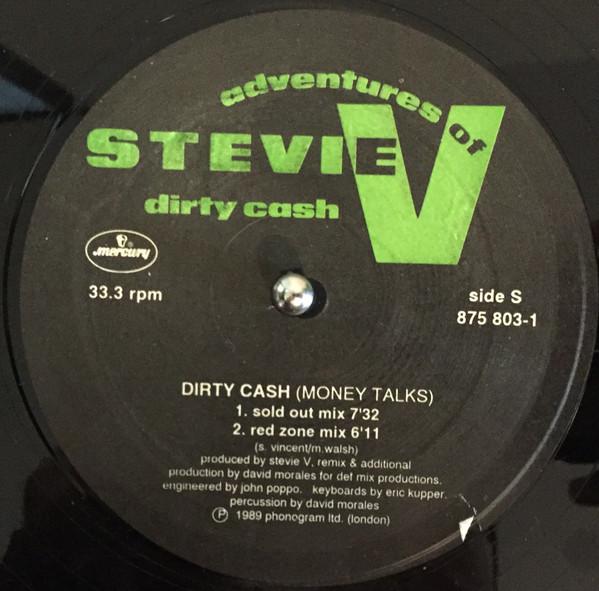 adventures of
STEVIE V
dirty cash
mercury
®
33.3 rpm
side S
875 803-1
DIRTY CASH (MONEY TALKS)
1. sold out mix 7'32
2. red zone mix 6'11
(s. vincent/m.walsh)
produced by stevie V, remix & additional
production by david morales for def mix productions.
engineered by john poppo. keyboards by eric kupper.
percussion by david morales
Ⓟ 1989 phonogram ltd. (london)